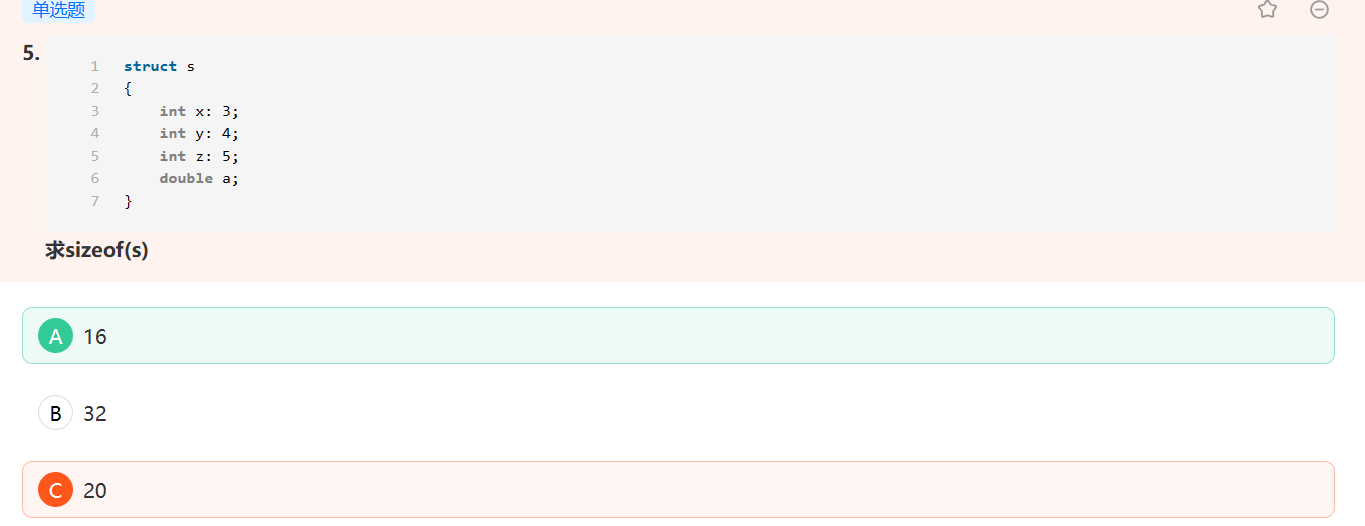 单选题
5.
1 struct s
2 {
3     int x: 3;
4     int y: 4;
5     int z: 5;
6     double a;
7 }
求sizeof(s)
A 16
B 32
C 20